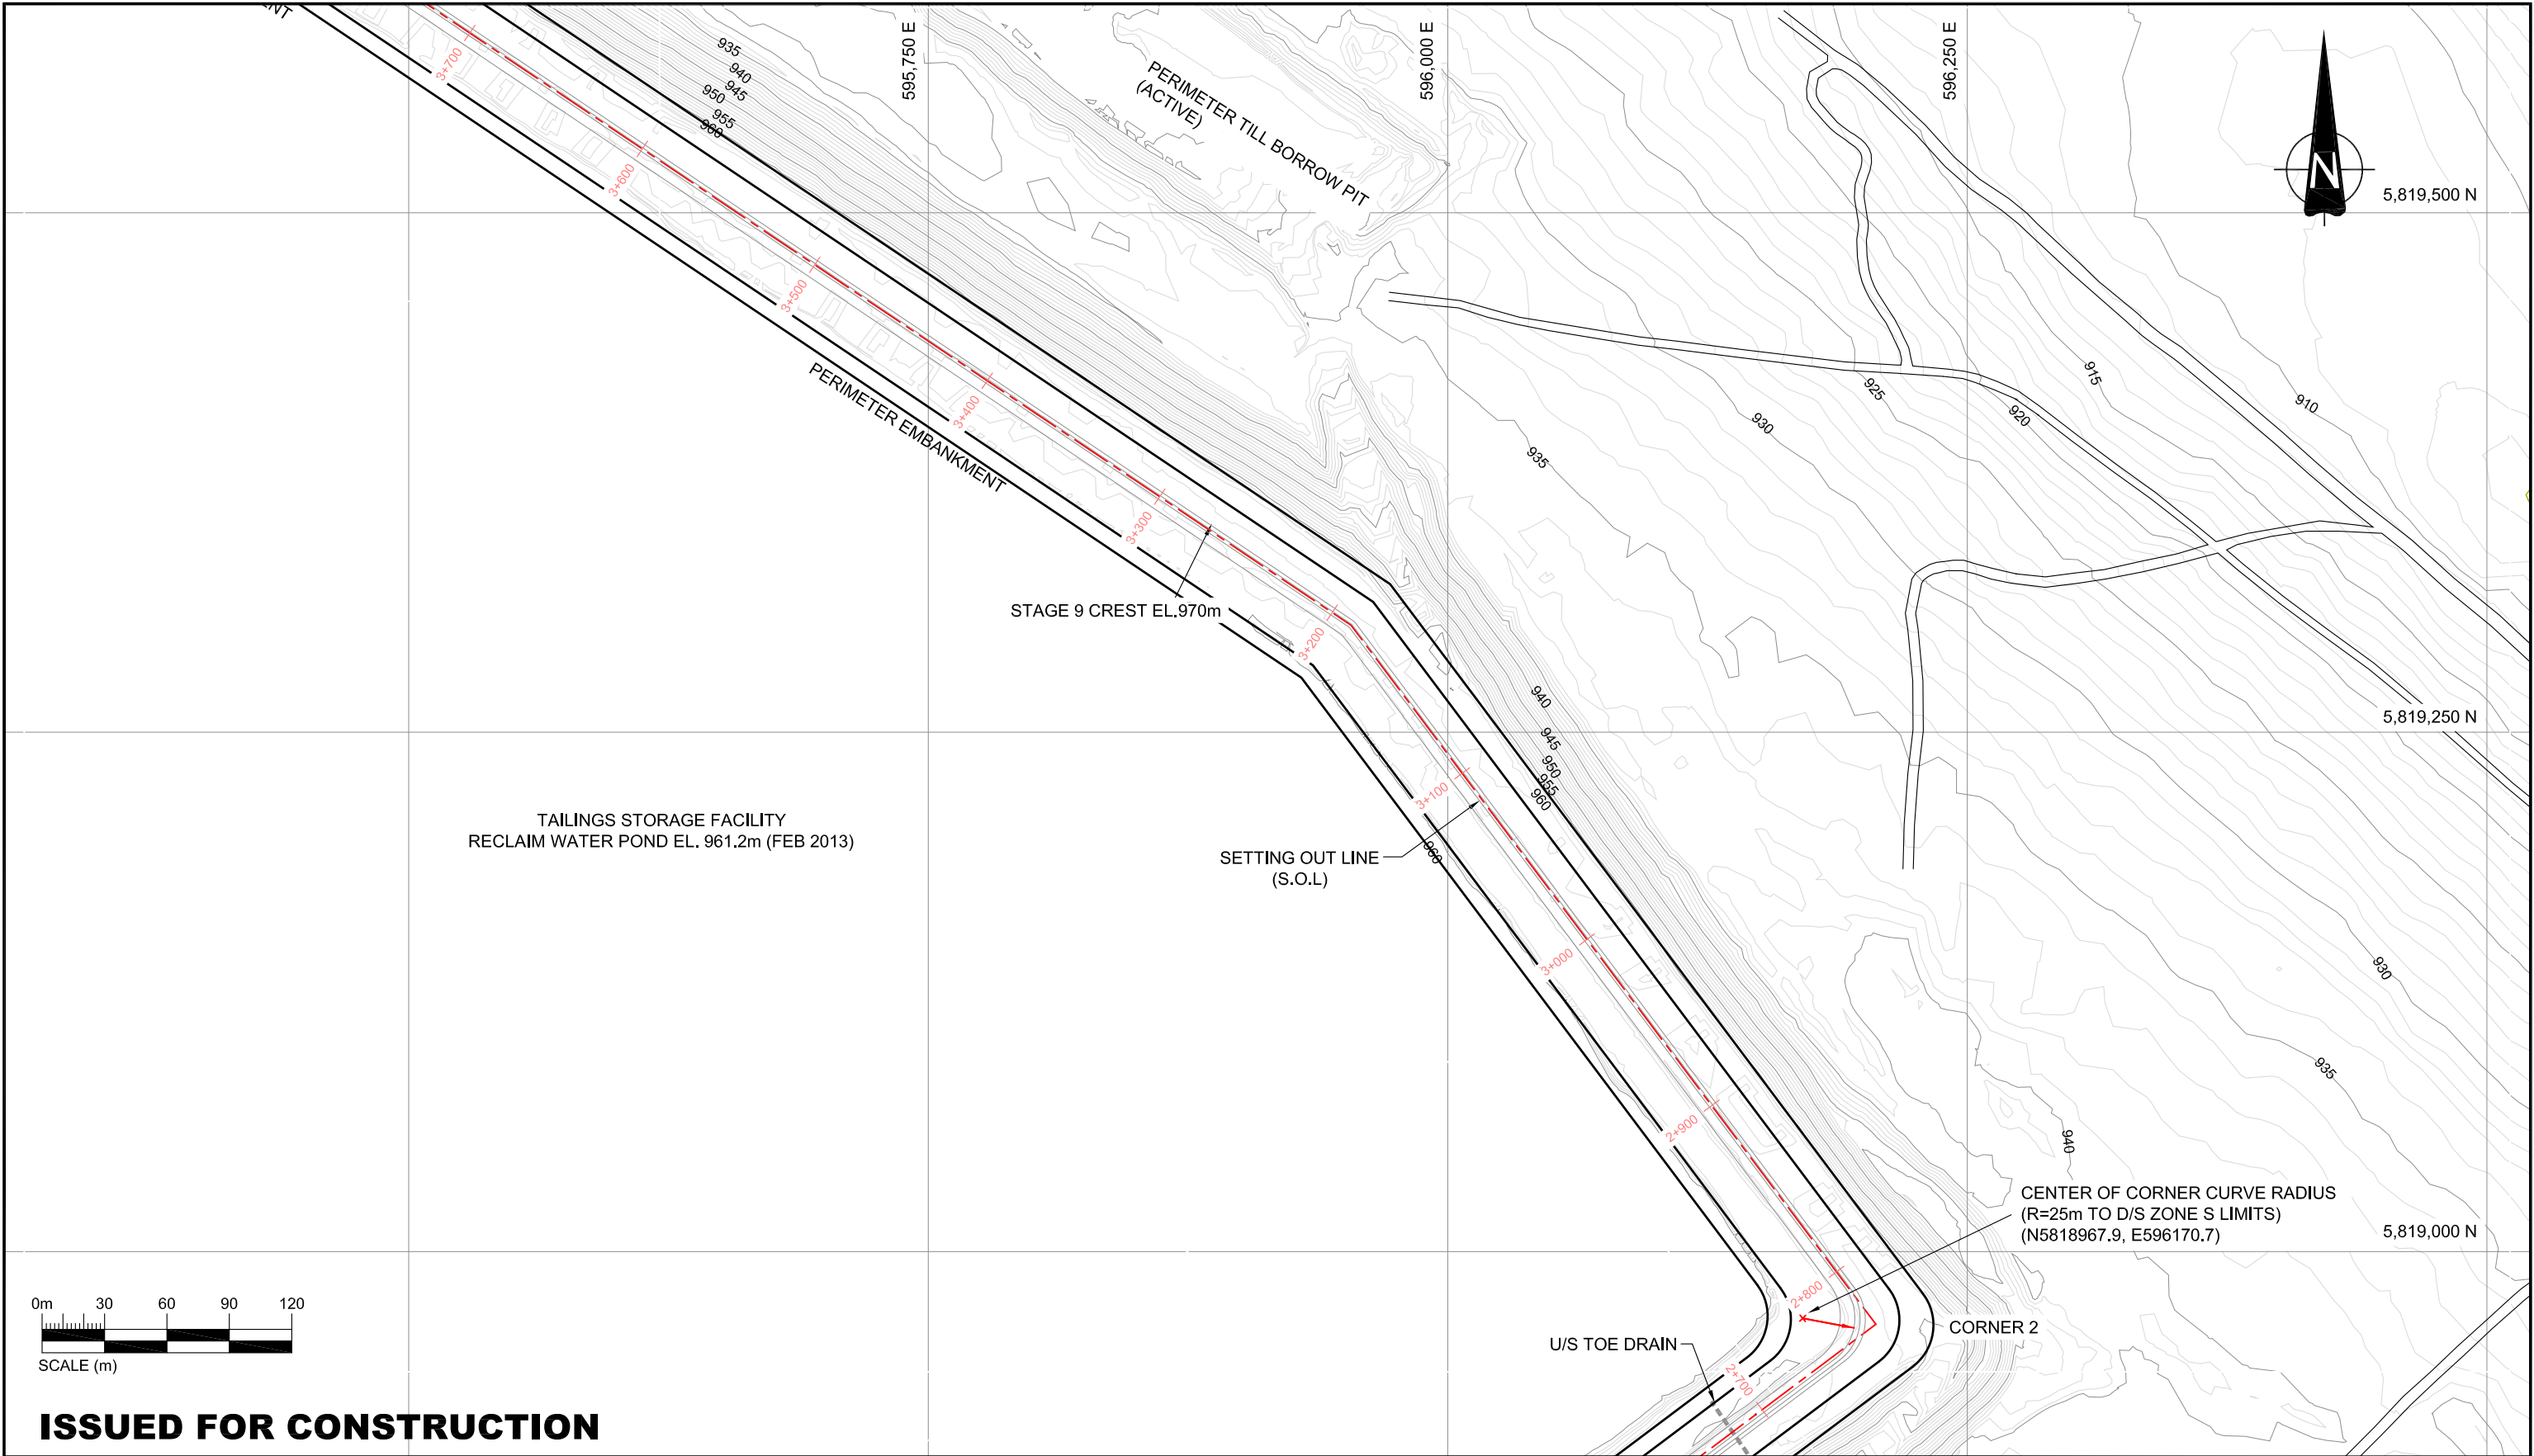 ENT
3+700
935
940
945
950
955
960
595,750 E
PERIMETER TILL BORROW PIT
(ACTIVE)
596,000 E
596,250 E
N
5,819,500 N
3+600
3+500
3+400
PERIMETER EMBANKMENT
3+300
935
930
925
920
915
910
STAGE 9 CREST EL.970m
3+200
5,819,250 N
940
945
950
955
960
3+100
960
TAILINGS STORAGE FACILITY
RECLAIM WATER POND EL. 961.2m (FEB 2013)
SETTING OUT LINE
(S.O.L)
3+000
930
935
2+900
940
CENTER OF CORNER CURVE RADIUS
(R=25m TO D/S ZONE S LIMITS)
(N5818967.9, E596170.7)
5,819,000 N
2+800
CORNER 2
U/S TOE DRAIN
2+700
0m 30 60 90 120
SCALE (m)
ISSUED FOR CONSTRUCTION